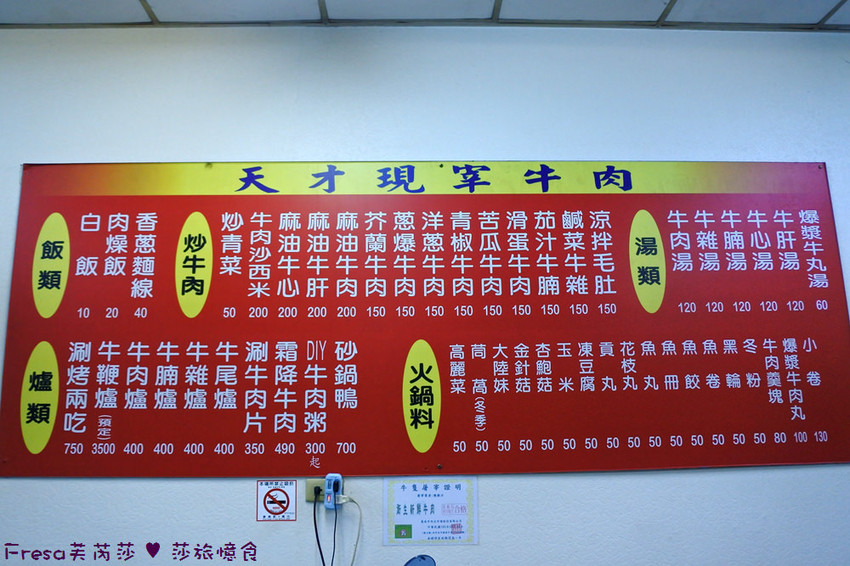 天才現宰牛肉
飯類
白飯 10
肉燥飯 20
香蔥麵線 40
炒牛肉
炒青菜 50
牛肉沙西米 200
麻油牛心 200
麻油牛肝 200
麻油牛肉 200
芥蘭牛肉 150
蔥爆牛肉 150
洋蔥牛肉 150
青椒牛肉 150
苦瓜牛肉 150
滑蛋牛肉 150
茄汁牛腩 150
鹹菜牛雜 150
涼拌毛肚 150
湯類
牛肉湯 120
牛雜湯 120
牛腩湯 120
牛心湯 120
牛肝湯 120
爆漿牛丸湯 60
爐類
涮烤兩吃 750
牛鞭爐(預定) 3500
牛肉爐 400
牛腩爐 400
牛雜爐 400
牛尾爐 400
涮牛肉片 350
霜降牛肉 490
DIY牛肉粥 300起
砂鍋鴨 700
火鍋料
高麗菜 50
茼萵(冬季) 50
大陸妹 50
金針菇 50
杏鮑菇 50
玉米 50
凍豆腐 50
貢丸 50
花枝丸 50
魚丸 50
魚冊 50
魚餃 50
魚卷 50
黑輪 50
冬粉 50
牛肉羹塊 80
爆漿牛肉丸 100
小卷 130
牛隻屠宰證明
衛生新鮮牛肉
Fresa芙芮莎 ♥ 莎旅憶食